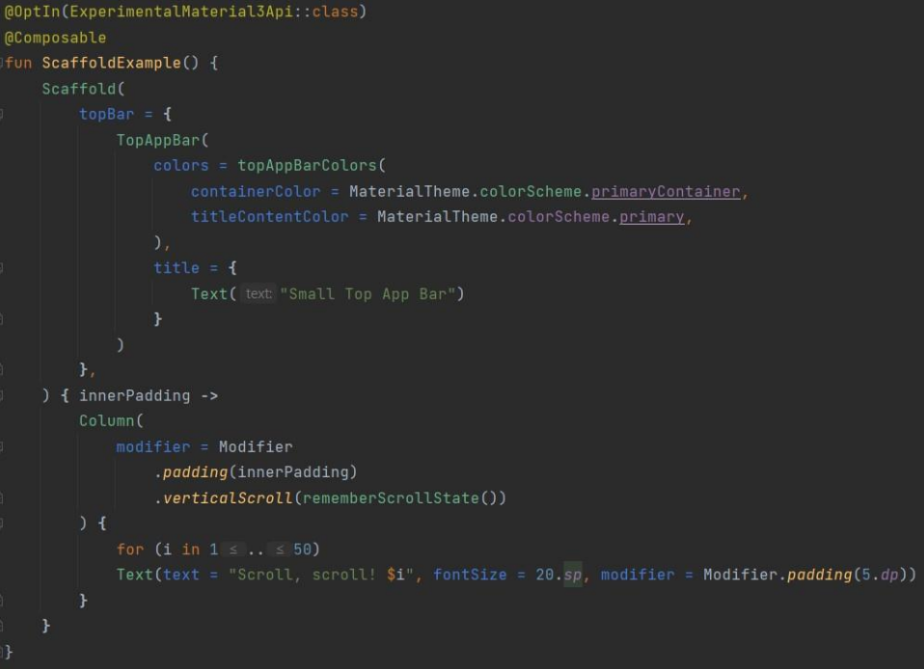 @OptIn(ExperimentalMaterial3Api::class)
@Composable
fun ScaffoldExample() {
    Scaffold(
        topBar = {
            TopAppBar(
                colors = topAppBarColors(
                    containerColor = MaterialTheme.colorScheme.primaryContainer,
                    titleContentColor = MaterialTheme.colorScheme.primary,
                ),
                title = {
                    Text( text: "Small Top App Bar")
                }
            )
        },
    ) { innerPadding ->
        Column(
            modifier = Modifier
                .padding(innerPadding)
                .verticalScroll(rememberScrollState())
        ) {
            for (i in 1 ≤ .. ≤ 50)
            Text(text = "Scroll, scroll! $i", fontSize = 20.sp, modifier = Modifier.padding(5.dp))
        }
    }
}